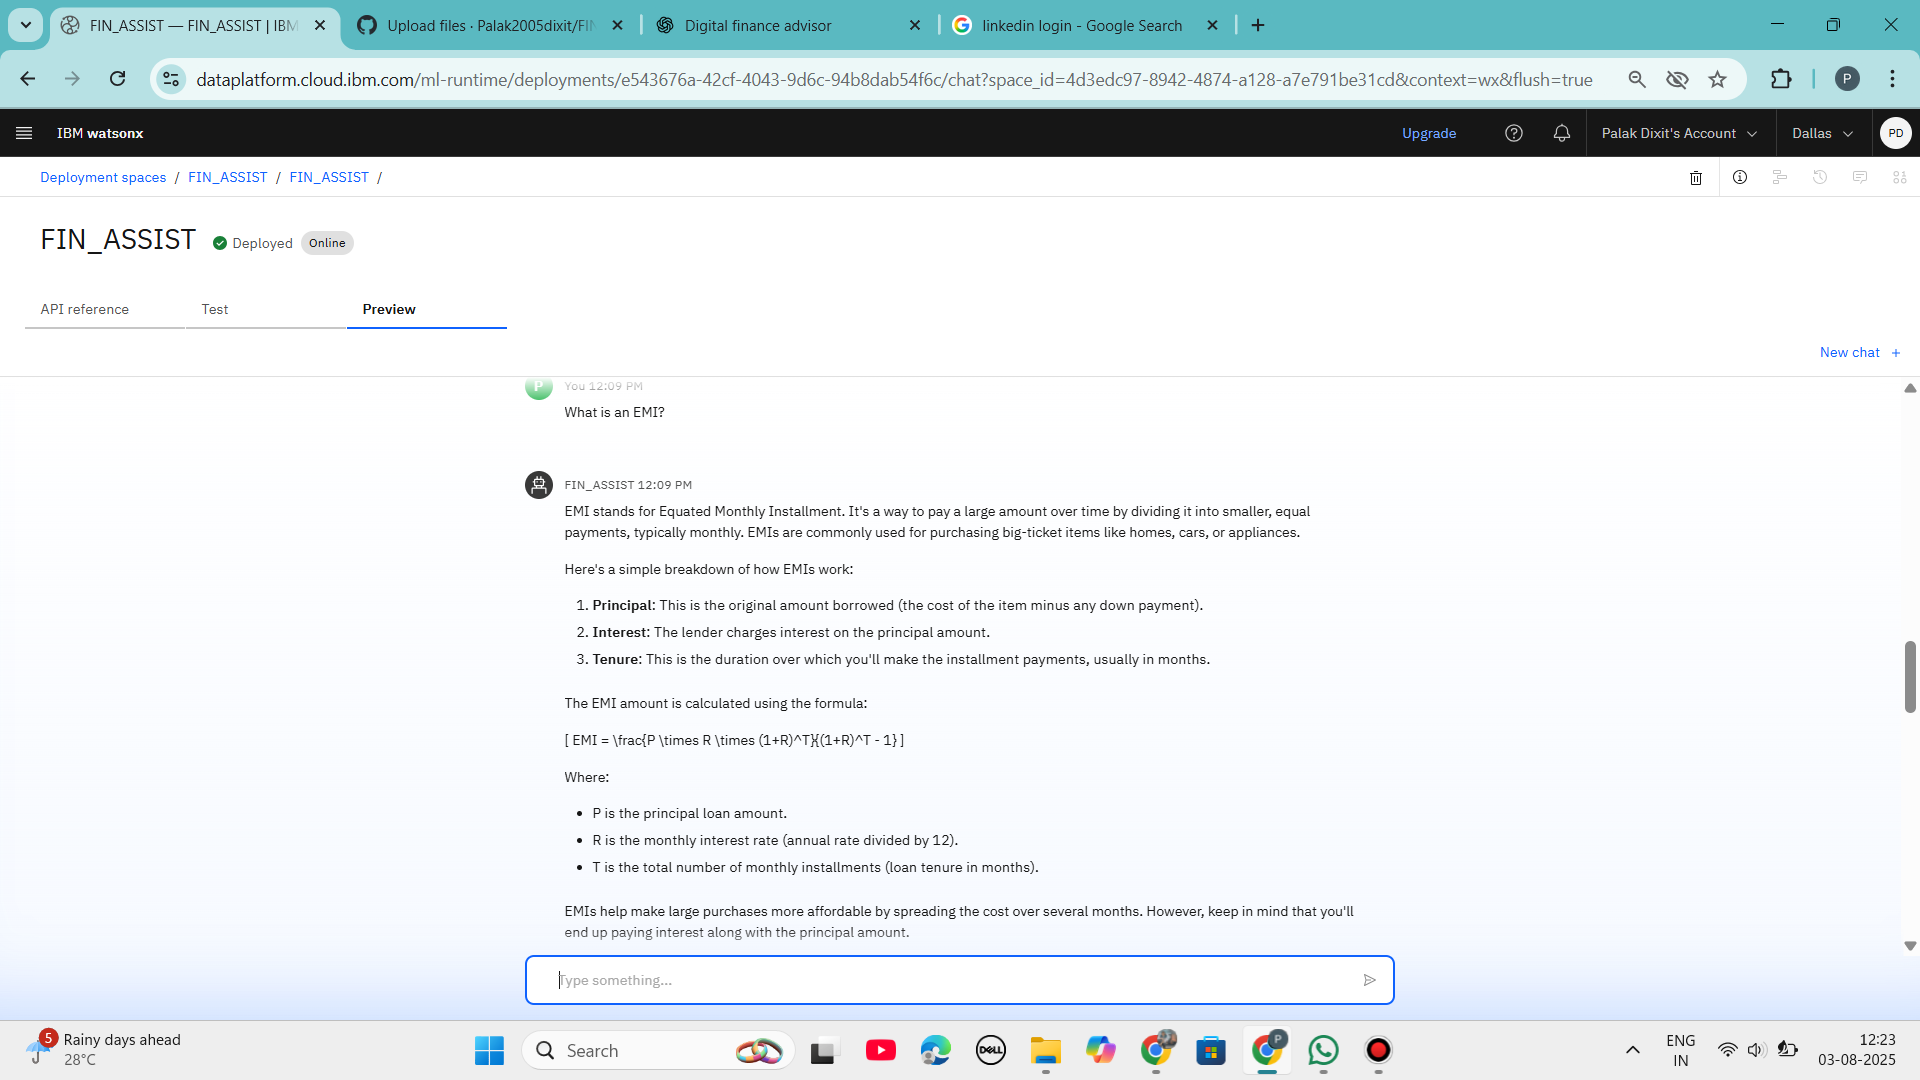 FIN_ASSIST — FIN_ASSIST | IBM
Upload files · Palak2005dixit/FIN
Digital finance advisor
linkedin login - Google Search
dataplatform.cloud.ibm.com/ml-runtime/deployments/e543676a-42cf-4043-9d6c-94b8dab54f6c/chat?space_id=4d3edc97-8942-4874-a128-a7e791be31cd&context=wx&flush=true
P
IBM watsonx
Upgrade
Palak Dixit's Account
Dallas
PD
Deployment spaces / FIN_ASSIST / FIN_ASSIST /
FIN_ASSIST
Deployed
Online
API reference
Test
Preview
New chat +
P
You 12:09 PM
What is an EMI?
FIN_ASSIST 12:09 PM
EMI stands for Equated Monthly Installment. It's a way to pay a large amount over time by dividing it into smaller, equal
payments, typically monthly. EMIs are commonly used for purchasing big-ticket items like homes, cars, or appliances.
Here's a simple breakdown of how EMIs work:
1. Principal: This is the original amount borrowed (the cost of the item minus any down payment).
2. Interest: The lender charges interest on the principal amount.
3. Tenure: This is the duration over which you'll make the installment payments, usually in months.
The EMI amount is calculated using the formula:
[ EMI = \frac{P \times R \times (1+R)^T}{(1+R)^T - 1} ]
Where:
• P is the principal loan amount.
• R is the monthly interest rate (annual rate divided by 12).
• T is the total number of monthly installments (loan tenure in months).
EMIs help make large purchases more affordable by spreading the cost over several months. However, keep in mind that you'll
end up paying interest along with the principal amount.
Type something...
5
Rainy days ahead
28°C
Search
DELL
P
ENG
IN
12:23
03-08-2025